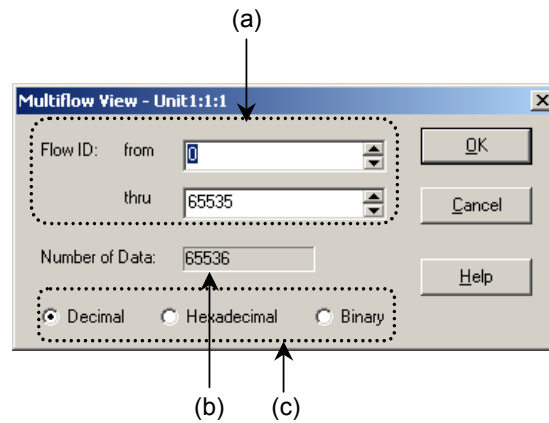 (a)
Multiflow View - Unit1:1:1
Flow ID: from 0
OK
thru 65535
Cancel
Number of Data: 65536
Help
Decimal Hexadecimal Binary
(b) (c)